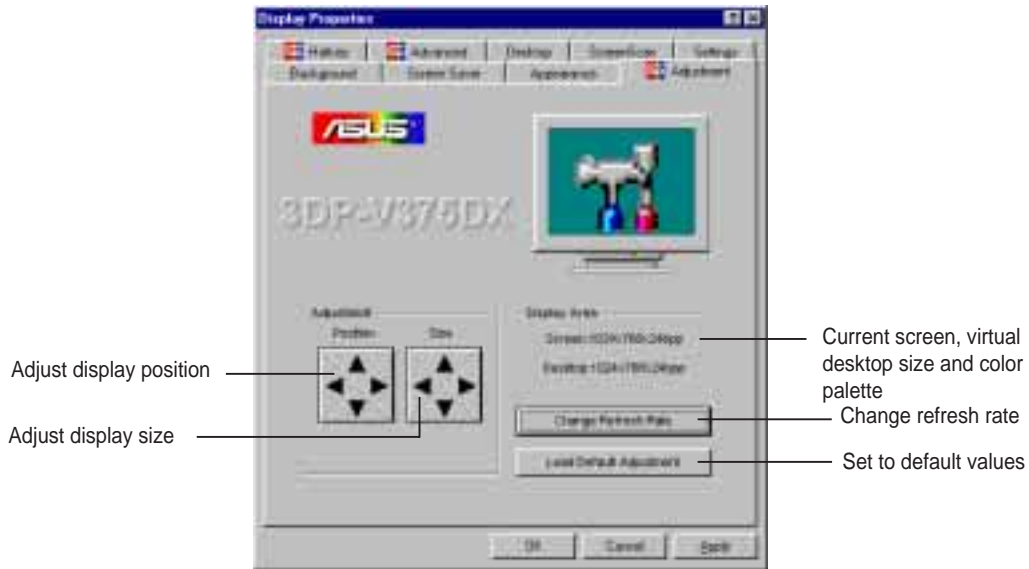 Display Properties
Hotkey
Advanced
Desktop
ScreenScan
Settings
Background
Screen Saver
Appearance
Adjustment
ASUS
3DP-V375DX
Adjustment
Position
Size
Display Area
Screen:1024x768x24bpp
Desktop:1024x768x24bpp
Change Refresh Rate
Load Default Adjustment
OK
Cancel
Apply
Adjust display position
Adjust display size
Current screen, virtual
desktop size and color
palette
Change refresh rate
Set to default values